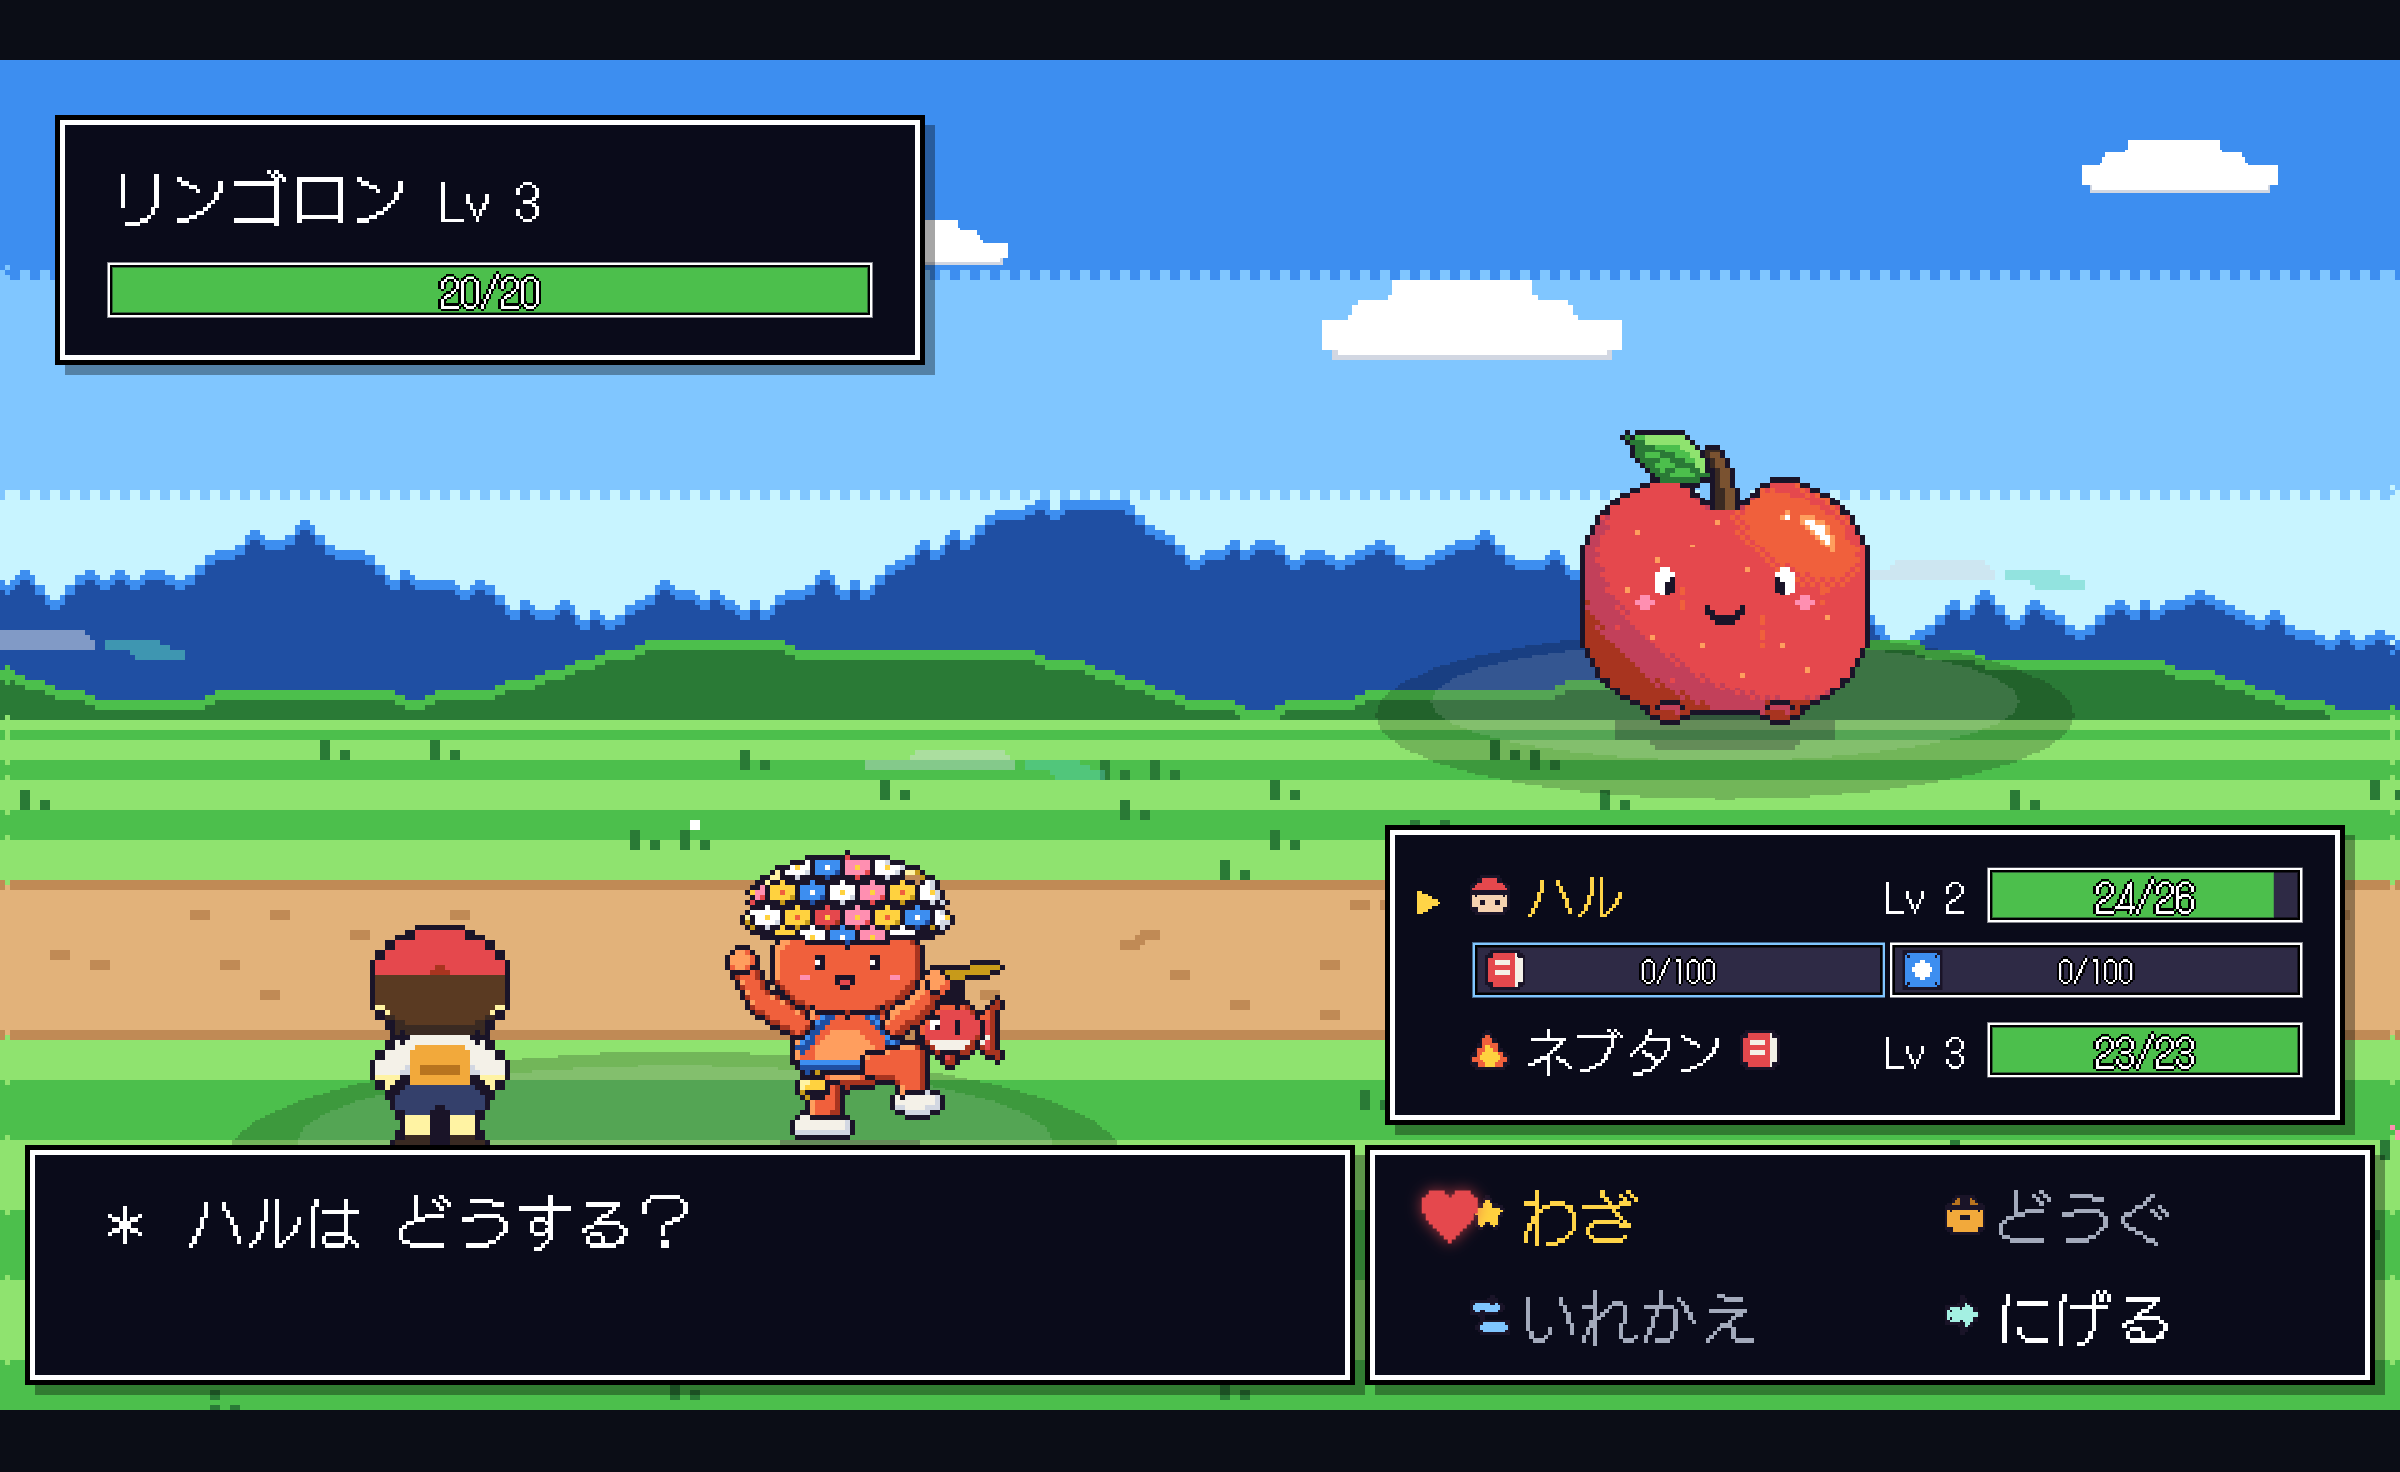 リンゴロン Lv 3
20/20
ハル Lv 2 24/26
0/100 0/100
ネブタン Lv 3 23/23
* ハルは どうする？
わざ どうぐ
いれかえ にげる